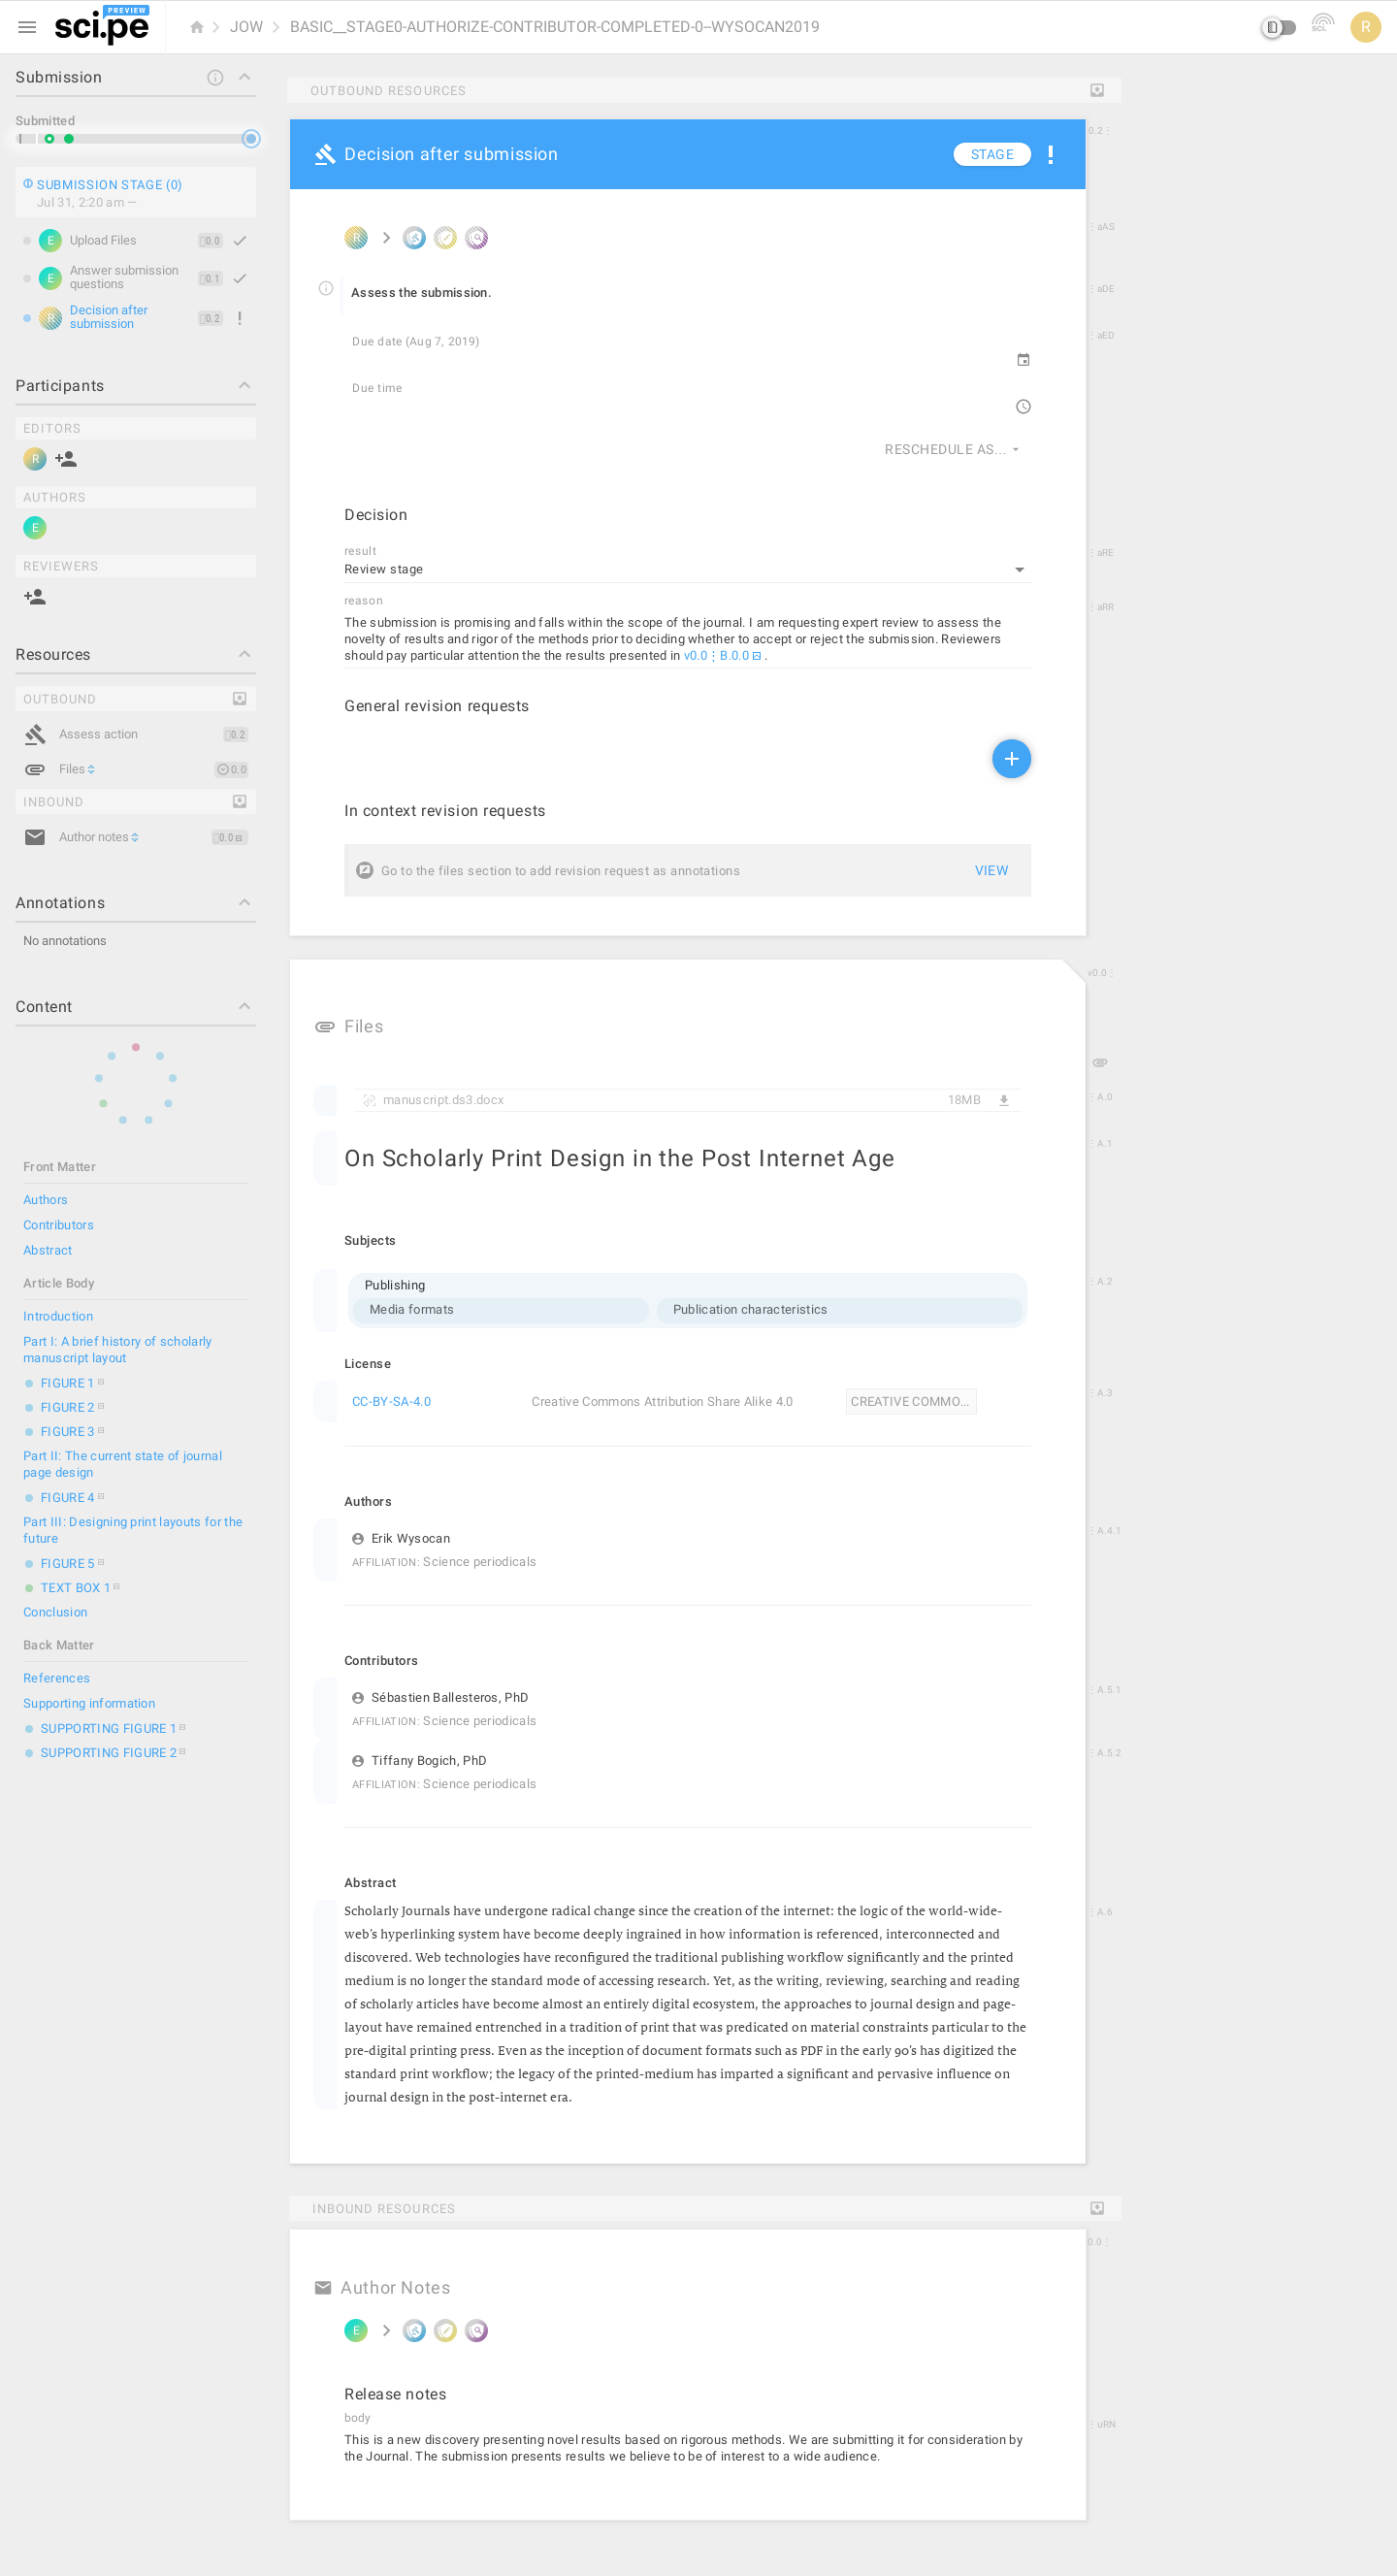 sci.pe PREVIEW
JOW
BASIC__STAGE0-AUTHORIZE-CONTRIBUTOR-COMPLETED-0--WYSOCAN2019
R
Submission
Submitted
SUBMISSION STAGE (0)
Jul 31, 2:20 am —
E Upload Files 0.0
E Answer submission
questions 0.1
R Decision after
submission 0.2
Participants
EDITORS
R
AUTHORS
E
REVIEWERS
Resources
OUTBOUND
Assess action 0.2
Files 0.0
INBOUND
Author notes 0.0
Annotations
No annotations
Content
Front Matter
Authors
Contributors
Abstract
Article Body
Introduction
Part I: A brief history of scholarly
manuscript layout
FIGURE 1
FIGURE 2
FIGURE 3
Part II: The current state of journal
page design
FIGURE 4
Part III: Designing print layouts for the
future
FIGURE 5
TEXT BOX 1
Conclusion
Back Matter
References
Supporting information
SUPPORTING FIGURE 1
SUPPORTING FIGURE 2
OUTBOUND RESOURCES
Decision after submission STAGE
0.2
R
aAS
Assess the submission.
aDE
Due date (Aug 7, 2019)
aED
Due time
RESCHEDULE AS...
Decision
result
aRE
Review stage
reason
aRR
The submission is promising and falls within the scope of the journal. I am requesting expert review to assess the
novelty of results and rigor of the methods prior to deciding whether to accept or reject the submission. Reviewers
should pay particular attention the the results presented in v0.0⋮B.0.0 .
General revision requests
In context revision requests
Go to the files section to add revision request as annotations VIEW
v0.0
Files
manuscript.ds3.docx 18MB
A.0
A.1
On Scholarly Print Design in the Post Internet Age
Subjects
A.2
Publishing
Media formats Publication characteristics
License
A.3
CC-BY-SA-4.0 Creative Commons Attribution Share Alike 4.0 CREATIVE COMMO...
Authors
A.4.1
Erik Wysocan
AFFILIATION: Science periodicals
Contributors
A.5.1
Sébastien Ballesteros, PhD
AFFILIATION: Science periodicals
A.5.2
Tiffany Bogich, PhD
AFFILIATION: Science periodicals
Abstract
A.6
Scholarly Journals have undergone radical change since the creation of the internet: the logic of the world-wide-
web's hyperlinking system have become deeply ingrained in how information is referenced, interconnected and
discovered. Web technologies have reconfigured the traditional publishing workflow significantly and the printed
medium is no longer the standard mode of accessing research. Yet, as the writing, reviewing, searching and reading
of scholarly articles have become almost an entirely digital ecosystem, the approaches to journal design and page-
layout have remained entrenched in a tradition of print that was predicated on material constraints particular to the
pre-digital printing press. Even as the inception of document formats such as PDF in the early 90's has digitized the
standard print workflow; the legacy of the printed-medium has imparted a significant and pervasive influence on
journal design in the post-internet era.
INBOUND RESOURCES
0.0
Author Notes
E
Release notes
body
uRN
This is a new discovery presenting novel results based on rigorous methods. We are submitting it for consideration by
the Journal. The submission presents results we believe to be of interest to a wide audience.